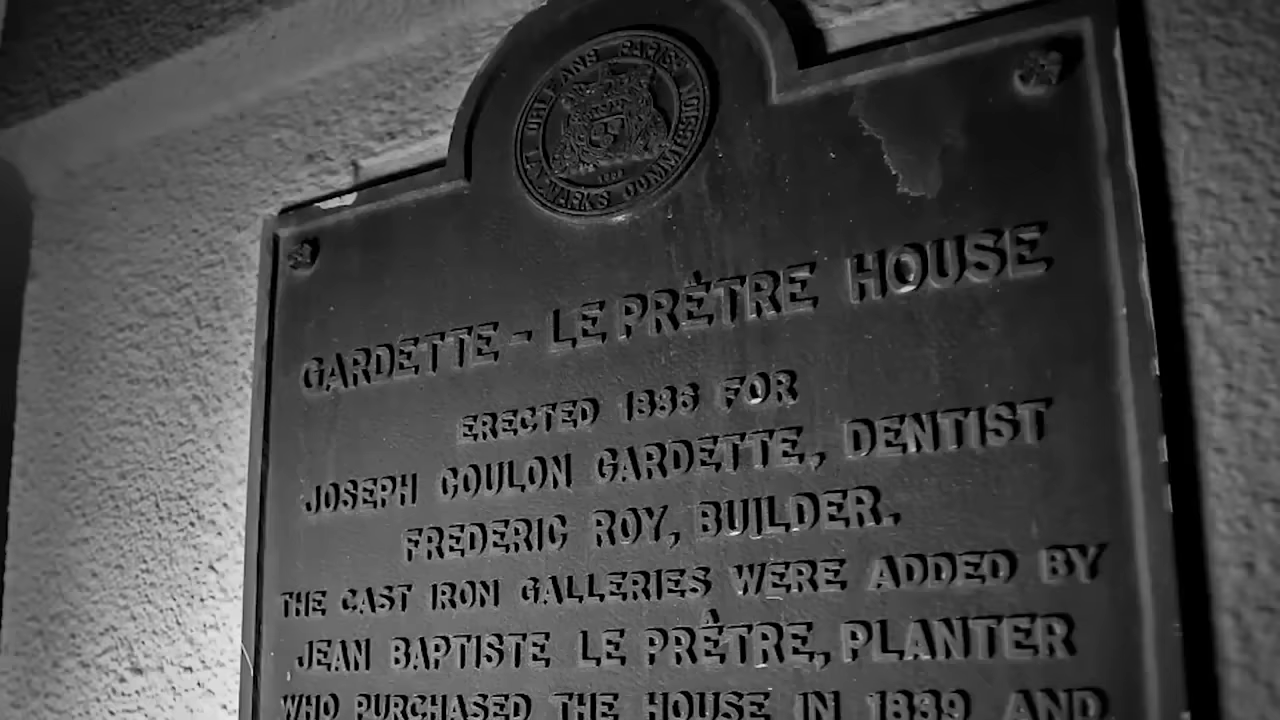 ORLEANS PARISH
LANDMARKS COMMISSION
GARDETTE - LE PRÊTRE HOUSE
ERECTED 1836 FOR
JOSEPH COULON GARDETTE, DENTIST
FREDERIC ROY, BUILDER.
THE CAST IRON GALLERIES WERE ADDED BY
JEAN BAPTISTE LE PRÊTRE, PLANTER
WHO PURCHASED THE HOUSE IN 1839 AND